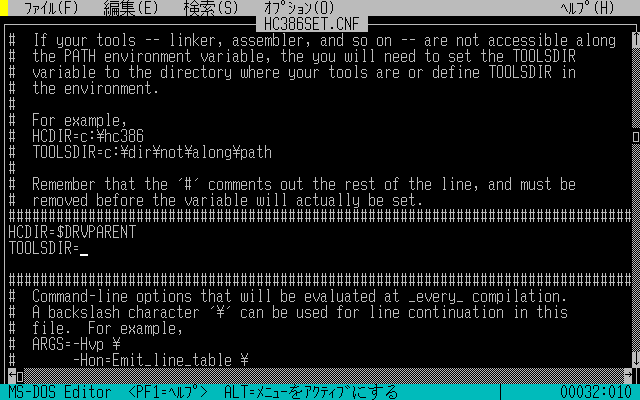 ﾌｧｲﾙ(F)  編集(E)  検索(S)  ｵﾌﾟｼｮﾝ(O)  ﾍﾙﾌﾟ(H)
HC386SET.CNF
#  If your tools -- linker, assembler, and so on -- are not accessible along
#  the PATH environment variable, the you will need to set the TOOLSDIR
#  variable to the directory where your tools are or define TOOLSDIR in
#  the environment.
#
#  For example,
#  HCDIR=c:¥hc386
#  TOOLSDIR=c:¥dir¥not¥along¥path
#
#  Remember that the ´#´ comments out the rest of the line, and must be
#  removed before the variable will actually be set.
##############################################################################
HCDIR=$DRVPARENT
TOOLSDIR=_
##############################################################################
#  Command-line options that will be evaluated at _every_ compilation.
#  A backslash character ´¥´ can be used for line continuation in this
#  file.  For example,
#  ARGS=-Hvp ¥
#       -Hon=Emit_line_table ¥
MS-DOS Editor  <PF1=ﾍﾙﾌﾟ>  ALT=ﾒﾆｭｰをｱｸﾃｨﾌﾞにする  00032:010